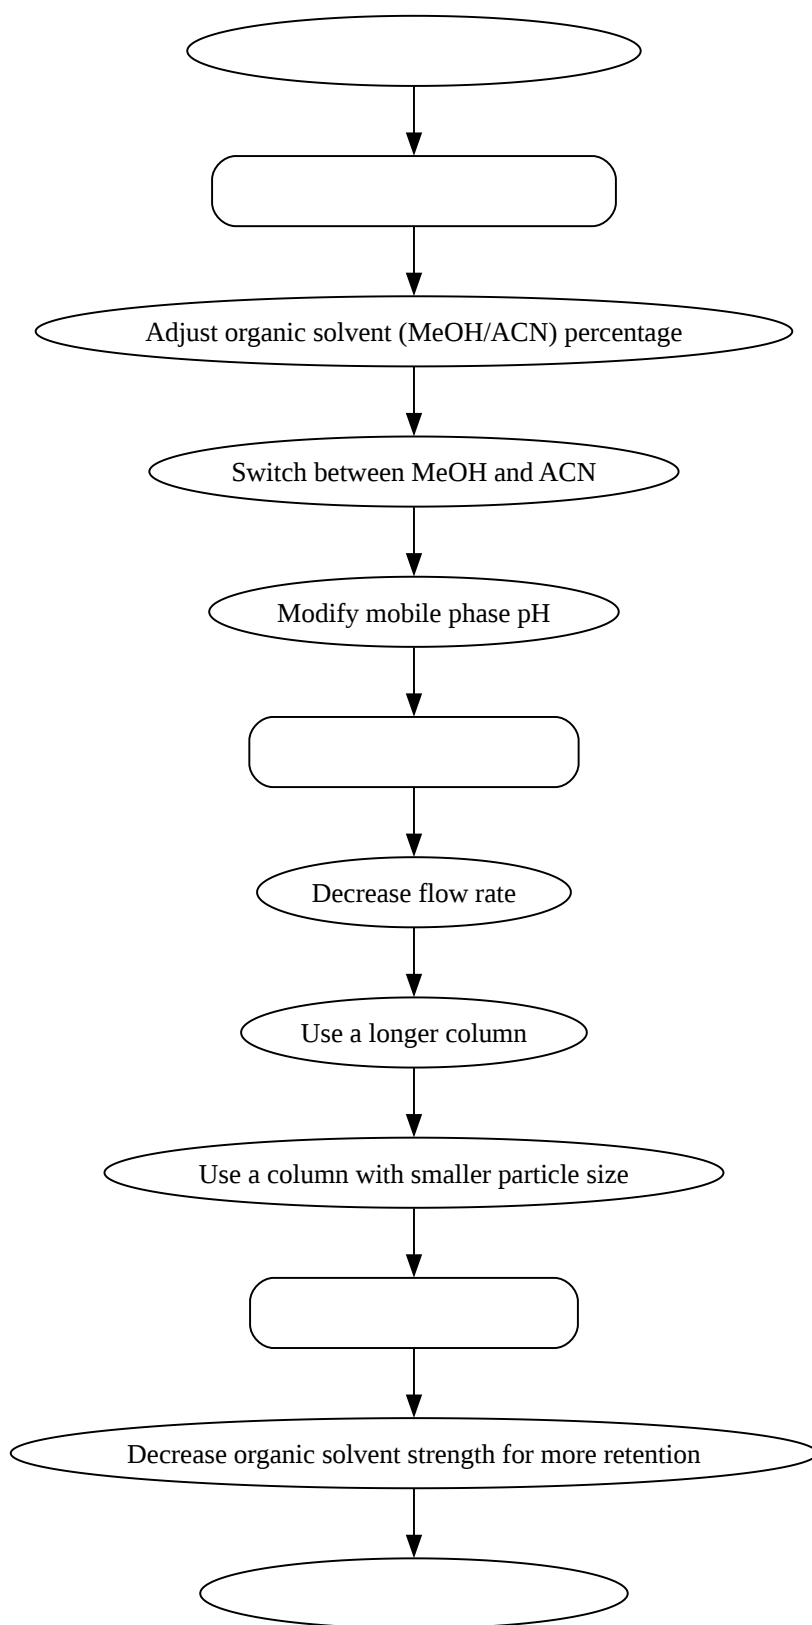 Adjust organic solvent (MeOH/ACN) percentage
Switch between MeOH and ACN
Modify mobile phase pH
Decrease flow rate
Use a longer column
Use a column with smaller particle size
Decrease organic solvent strength for more retention